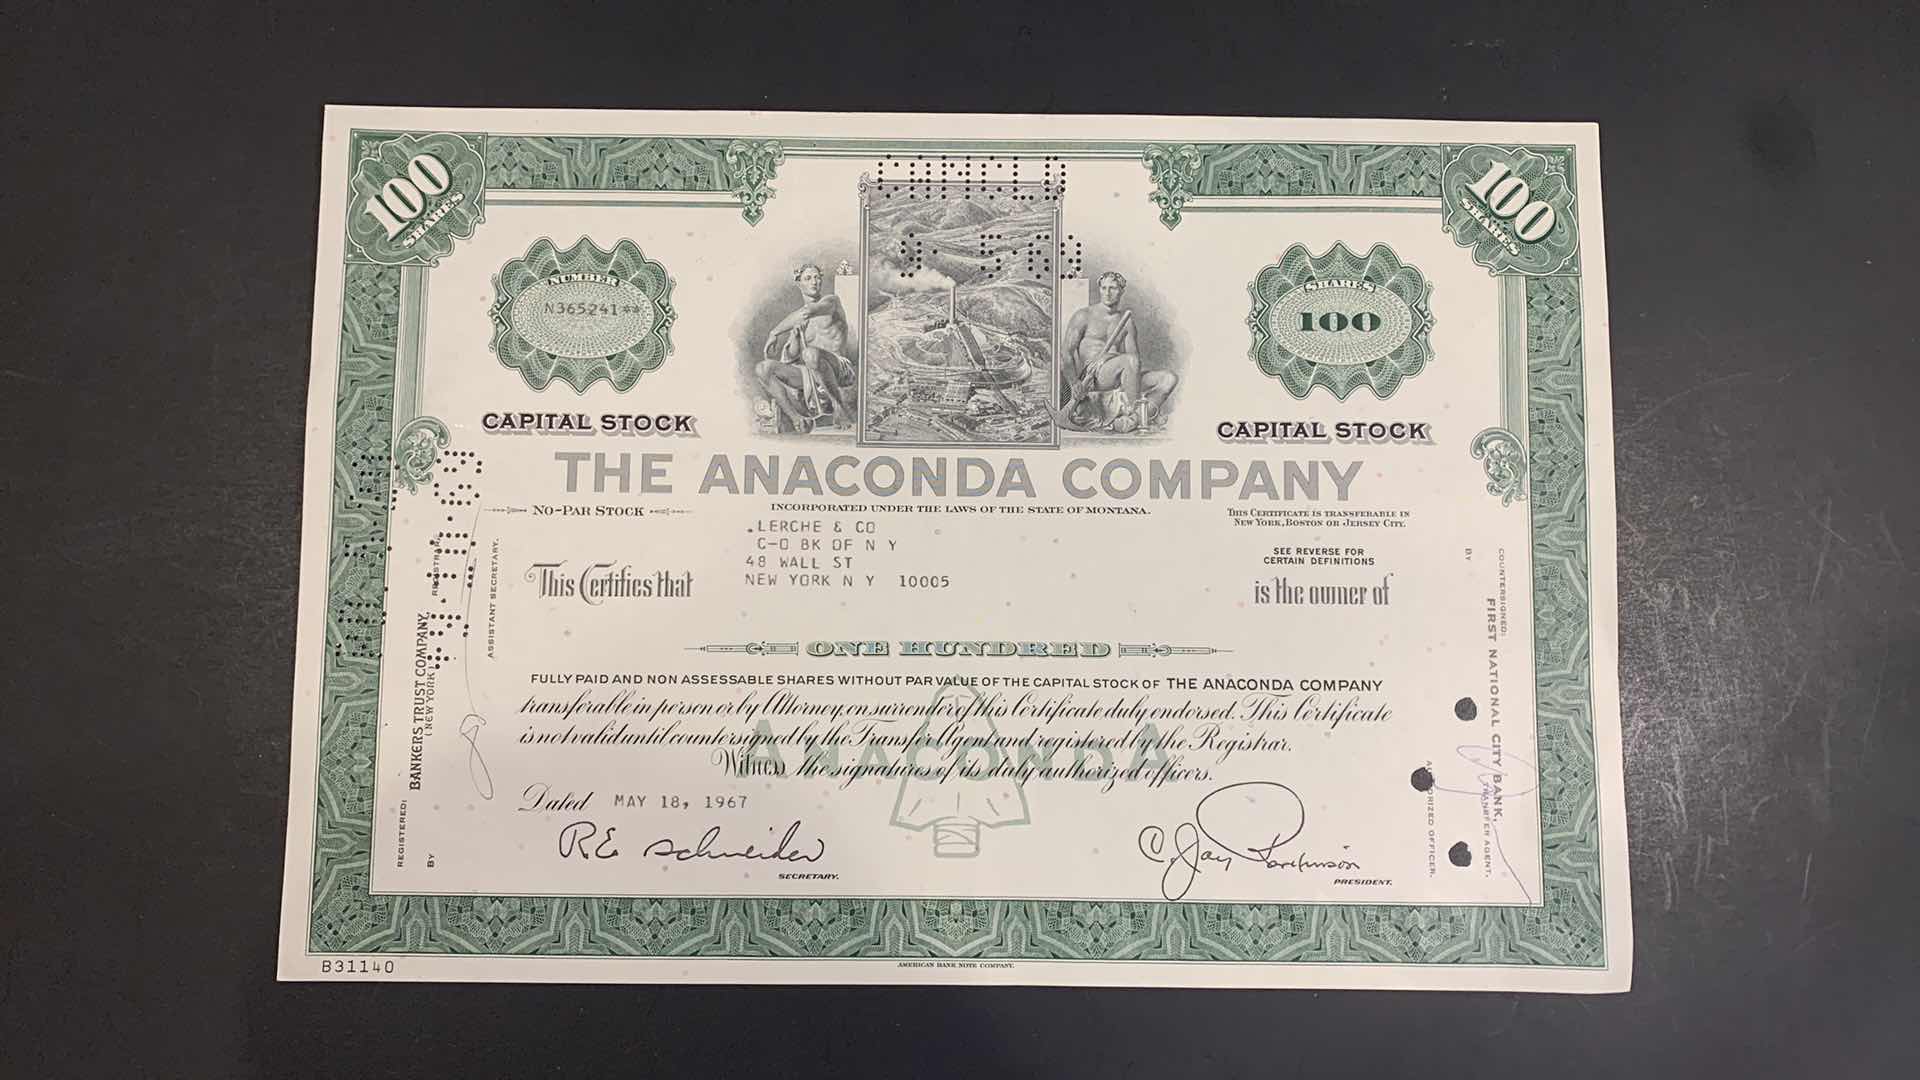 100
SHARES
100
SHARES
NUMBER
N365241**
SHARES
100
CAPITAL STOCK
CAPITAL STOCK
THE ANACONDA COMPANY
NO-PAR STOCK
INCORPORATED UNDER THE LAWS OF THE STATE OF MONTANA.
THIS CERTIFICATE IS TRANSFERABLE IN
NEW YORK, BOSTON OR JERSEY CITY.
.LERCHE & CO
C-O BK OF N Y
48 WALL ST
NEW YORK N Y 10005
SEE REVERSE FOR
CERTAIN DEFINITIONS
This Certifies that
is the owner of
ONE HUNDRED
FULLY PAID AND NON ASSESSABLE SHARES WITHOUT PAR VALUE OF THE CAPITAL STOCK OF THE ANACONDA COMPANY
transferable in person or by Attorney, on surrender of this Certificate duly endorsed. This Certificate
is not valid until countersigned by the Transfer Agent and registered by the Registrar.
Witness the signatures of its duly authorized officers.
ANACONDA
Dated MAY 18, 1967
R E Schneider
SECRETARY.
C. Jay Parkinson
PRESIDENT.
REGISTERED:
BANKERS TRUST COMPANY,
(NEW YORK)
REGISTRAR,
BY
ASSISTANT SECRETARY.
COUNTERSIGNED:
FIRST NATIONAL CITY BANK,
TRANSFER AGENT.
BY
AUTHORIZED OFFICER.
B31140
AMERICAN BANK NOTE COMPANY.